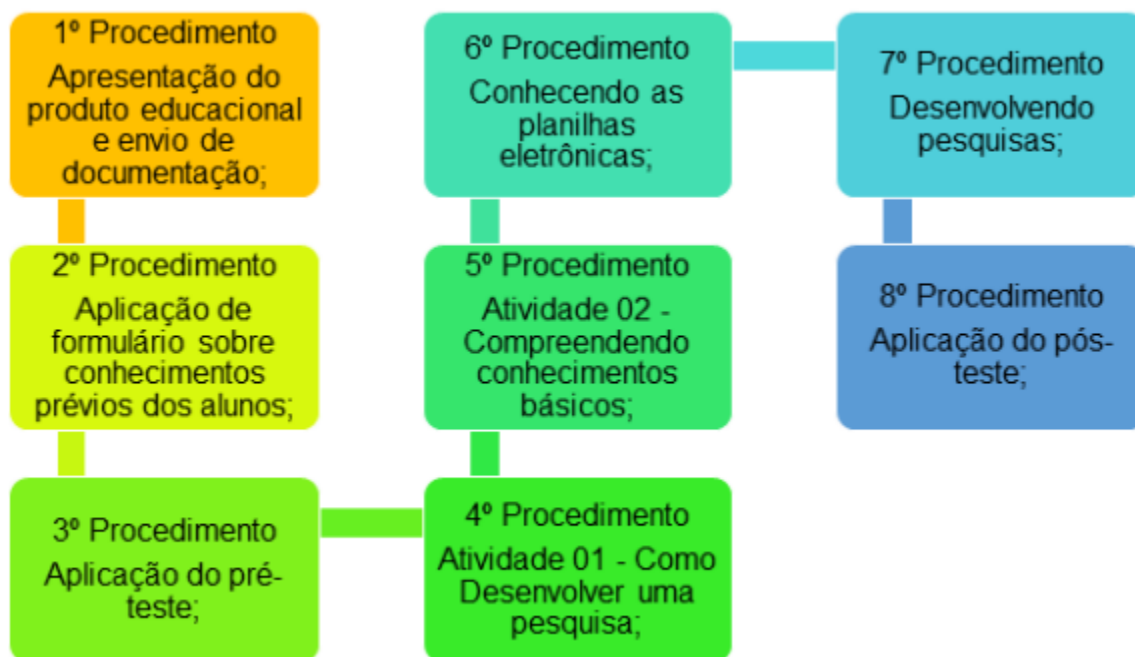 1º Procedimento
Apresentação do
produto educacional
e envio de
documentação;
2º Procedimento
Aplicação de
formulário sobre
conhecimentos
prévios dos alunos;
3º Procedimento
Aplicação do pré-
teste;
4º Procedimento
Atividade 01 - Como
Desenvolver uma
pesquisa;
5º Procedimento
Atividade 02 -
Compreendendo
conhecimentos
básicos;
6º Procedimento
Conhecendo as
planilhas
eletrônicas;
7º Procedimento
Desenvolvendo
pesquisas;
8º Procedimento
Aplicação do pós-
teste;